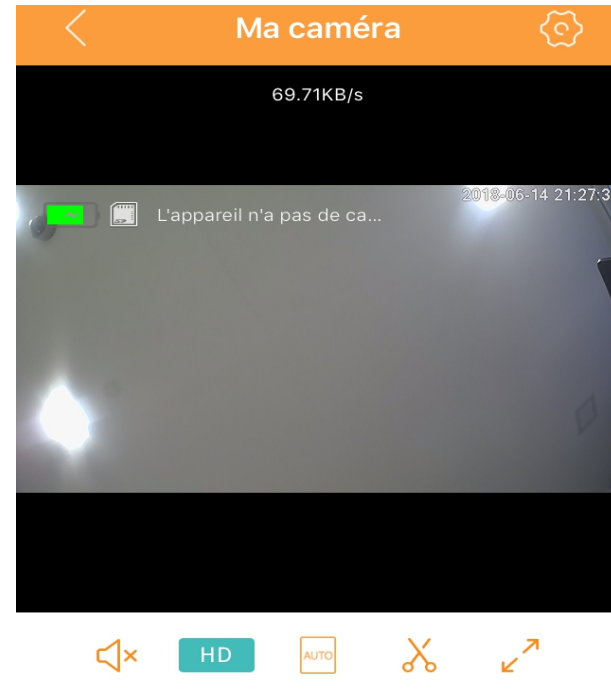 Ma caméra
69.71KB/s
2018-06-14 21:27:3
L'appareil n'a pas de ca...
HD
AUTO